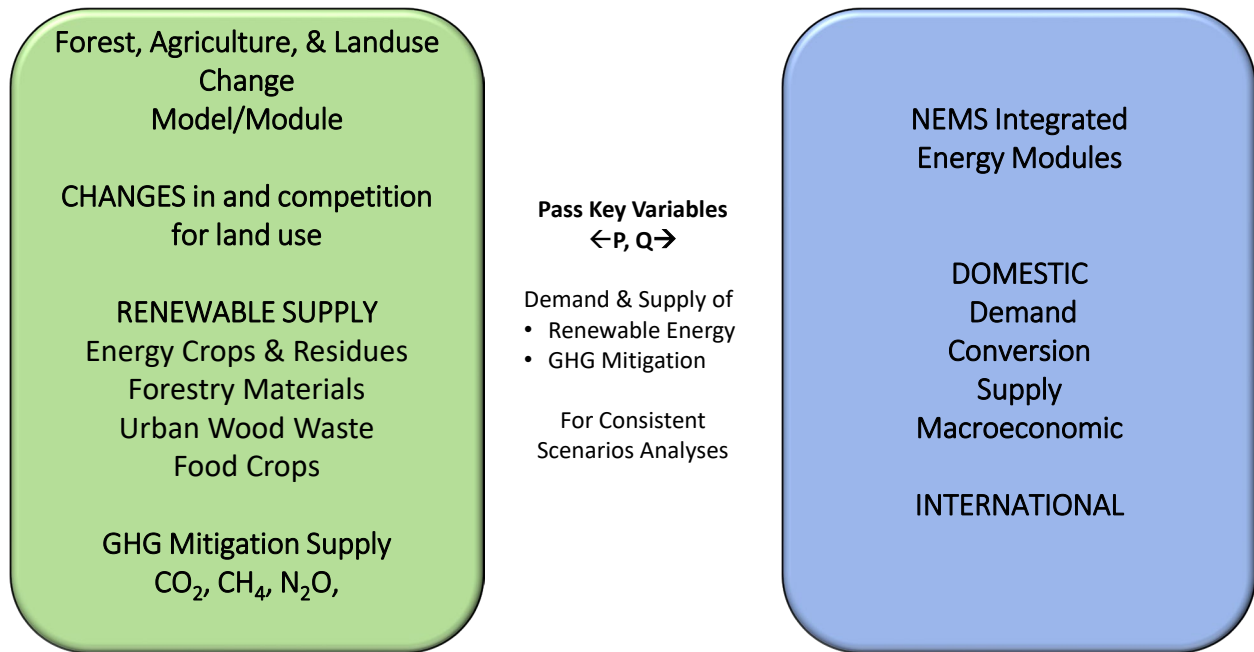 Forest, Agriculture, & Landuse
Change
Model/Module
CHANGES in and competition
for land use
RENEWABLE SUPPLY
Energy Crops & Residues
Forestry Materials
Urban Wood Waste
Food Crops
GHG Mitigation Supply
CO₂, CH₄, N₂O,
Pass Key Variables
←P, Q→
Demand & Supply of
• Renewable Energy
• GHG Mitigation
For Consistent
Scenarios Analyses
NEMS Integrated
Energy Modules
DOMESTIC
Demand
Conversion
Supply
Macroeconomic
INTERNATIONAL